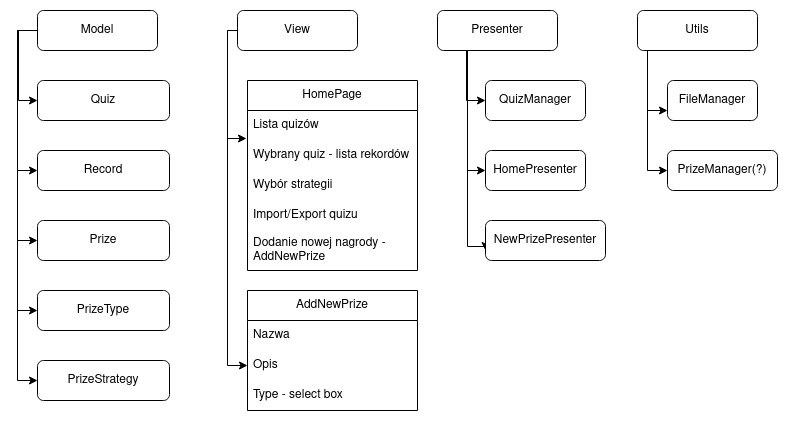 Model
Quiz
Record
Prize
PrizeType
PrizeStrategy
View
HomePage
Lista quizów
Wybrany quiz - lista rekordów
Wybór strategii
Import/Export quizu
Dodanie nowej nagrody -
AddNewPrize
AddNewPrize
Nazwa
Opis
Type - select box
Presenter
QuizManager
HomePresenter
NewPrizePresenter
Utils
FileManager
PrizeManager(?)